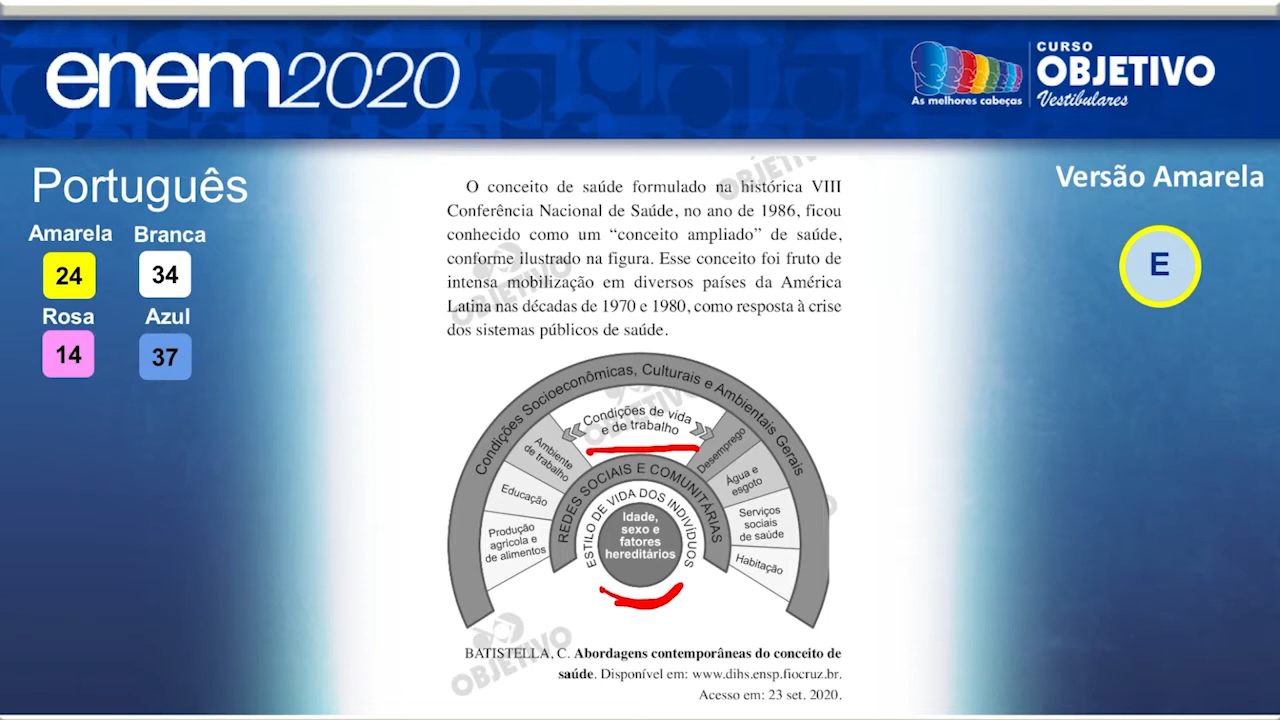 enem2020
CURSO
OBJETIVO
Vestibulares
As melhores cabeças
Português
Amarela
Branca
24
34
Rosa
Azul
14
37
Versão Amarela
E
O conceito de saúde formulado na histórica VIII
Conferência Nacional de Saúde, no ano de 1986, ficou
conhecido como um “conceito ampliado” de saúde,
conforme ilustrado na figura. Esse conceito foi fruto de
intensa mobilização em diversos países da América
Latina nas décadas de 1970 e 1980, como resposta à crise
dos sistemas públicos de saúde.
Condições Socioeconômicas, Culturais e Ambientais Gerais
Condições de vida
e de trabalho
Ambiente
de trabalho
Educação
Produção
agrícola e
de alimentos
Desemprego
Água e
esgoto
Serviços
sociais
de saúde
Habitação
REDES SOCIAIS E COMUNITÁRIAS
ESTILO DE VIDA DOS INDIVÍDUOS
Idade,
sexo e
fatores
hereditários
BATISTELLA, C. Abordagens contemporâneas do conceito de
saúde. Disponível em: www.dihs.ensp.fiocruz.br.
Acesso em: 23 set. 2020.
OBJETIVO
OBJETIVO
OBJETIVO
OBJETIVO